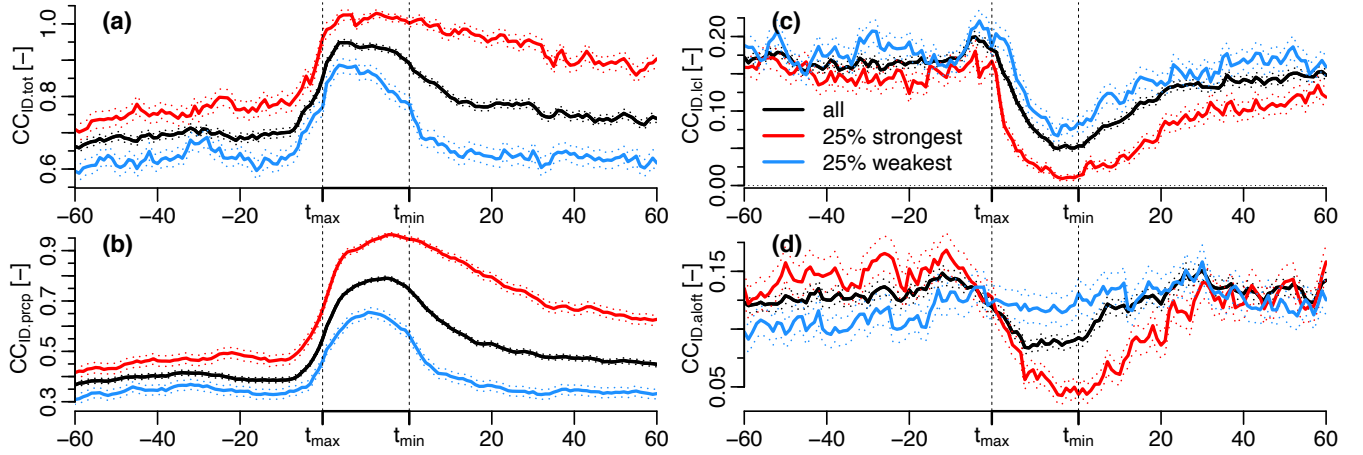 (a)
CC_ID.tot [–]
0.6 0.8 1.0
−60 −40 −20 t_max t_min 20 40 60
(b)
CC_ID.prcp [–]
0.3 0.5 0.7 0.9
−60 −40 −20 t_max t_min 20 40 60
(c)
CC_ID.lcl [–]
0.00 0.10 0.20
all
25% strongest
25% weakest
−60 −40 −20 t_max t_min 20 40 60
(d)
CC_ID.aloft [–]
0.05 0.15
−60 −40 −20 t_max t_min 20 40 60